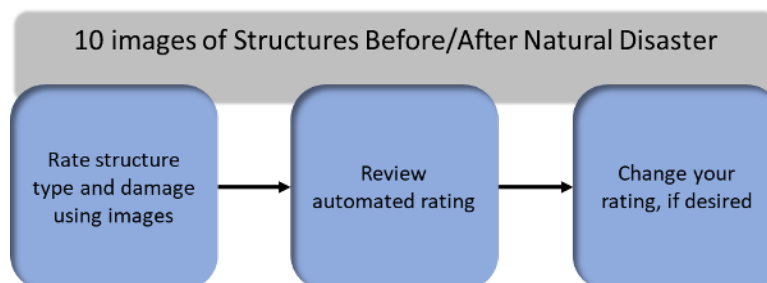 10 images of Structures Before/After Natural Disaster
Rate structure
type and damage
using images
Review
automated rating
Change your
rating, if desired